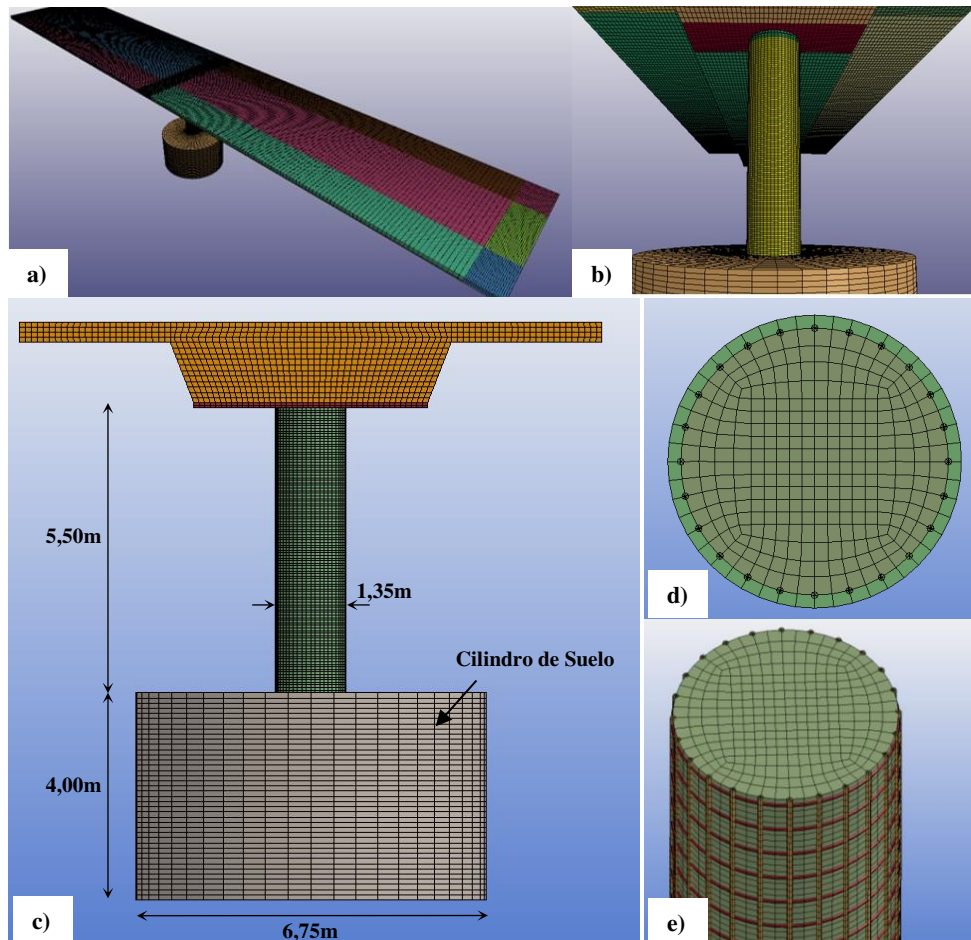 a)
b)
5,50m
1,35m
Cilindro de Suelo
4,00m
6,75m
c)
d)
e)